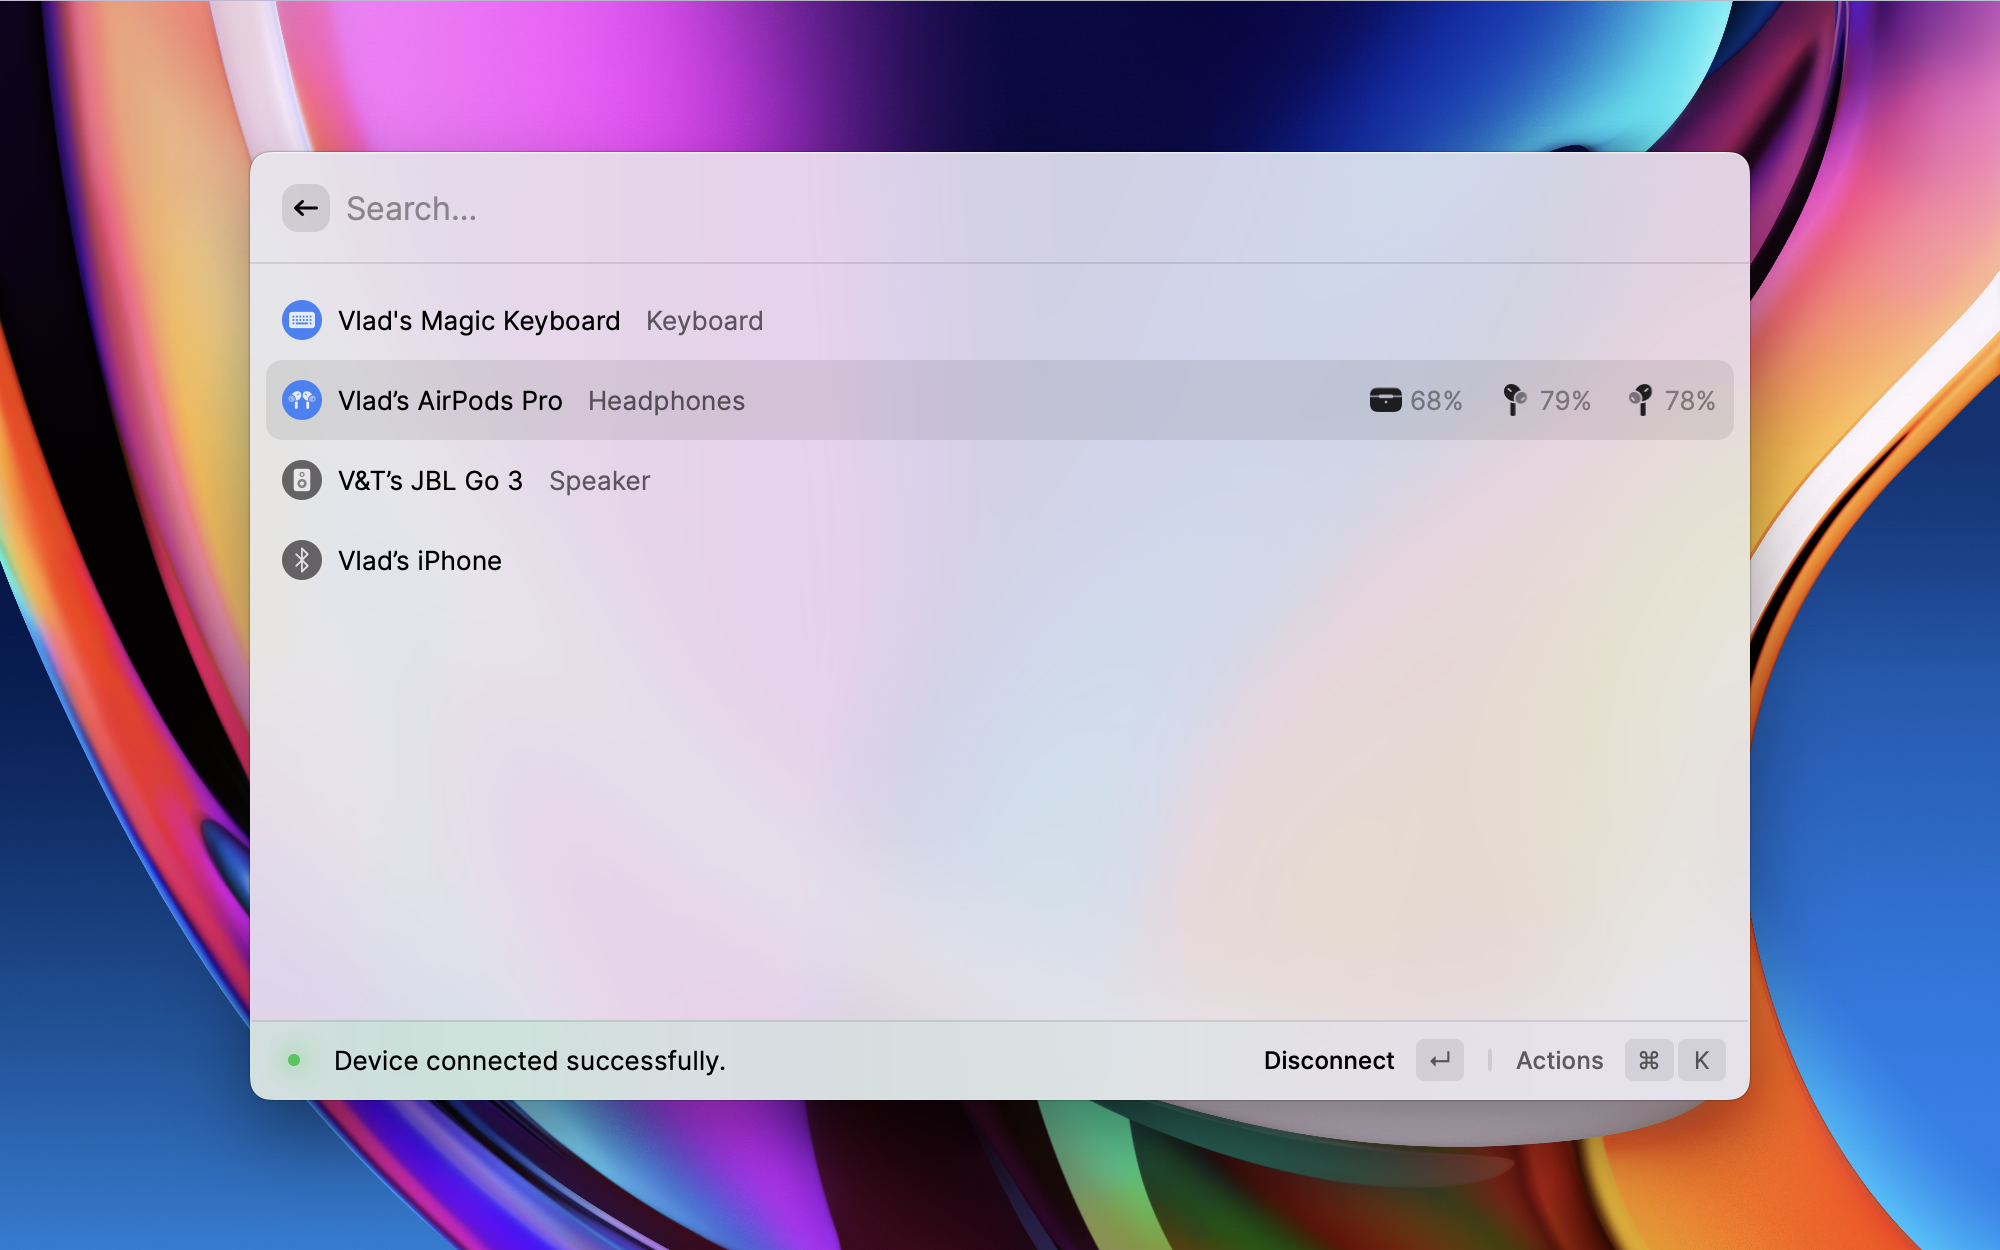 Search...
Vlad's Magic Keyboard Keyboard
Vlad’s AirPods Pro Headphones 68% 79% 78%
V&T’s JBL Go 3 Speaker
Vlad’s iPhone
Device connected successfully. Disconnect ↵ Actions ⌘ K